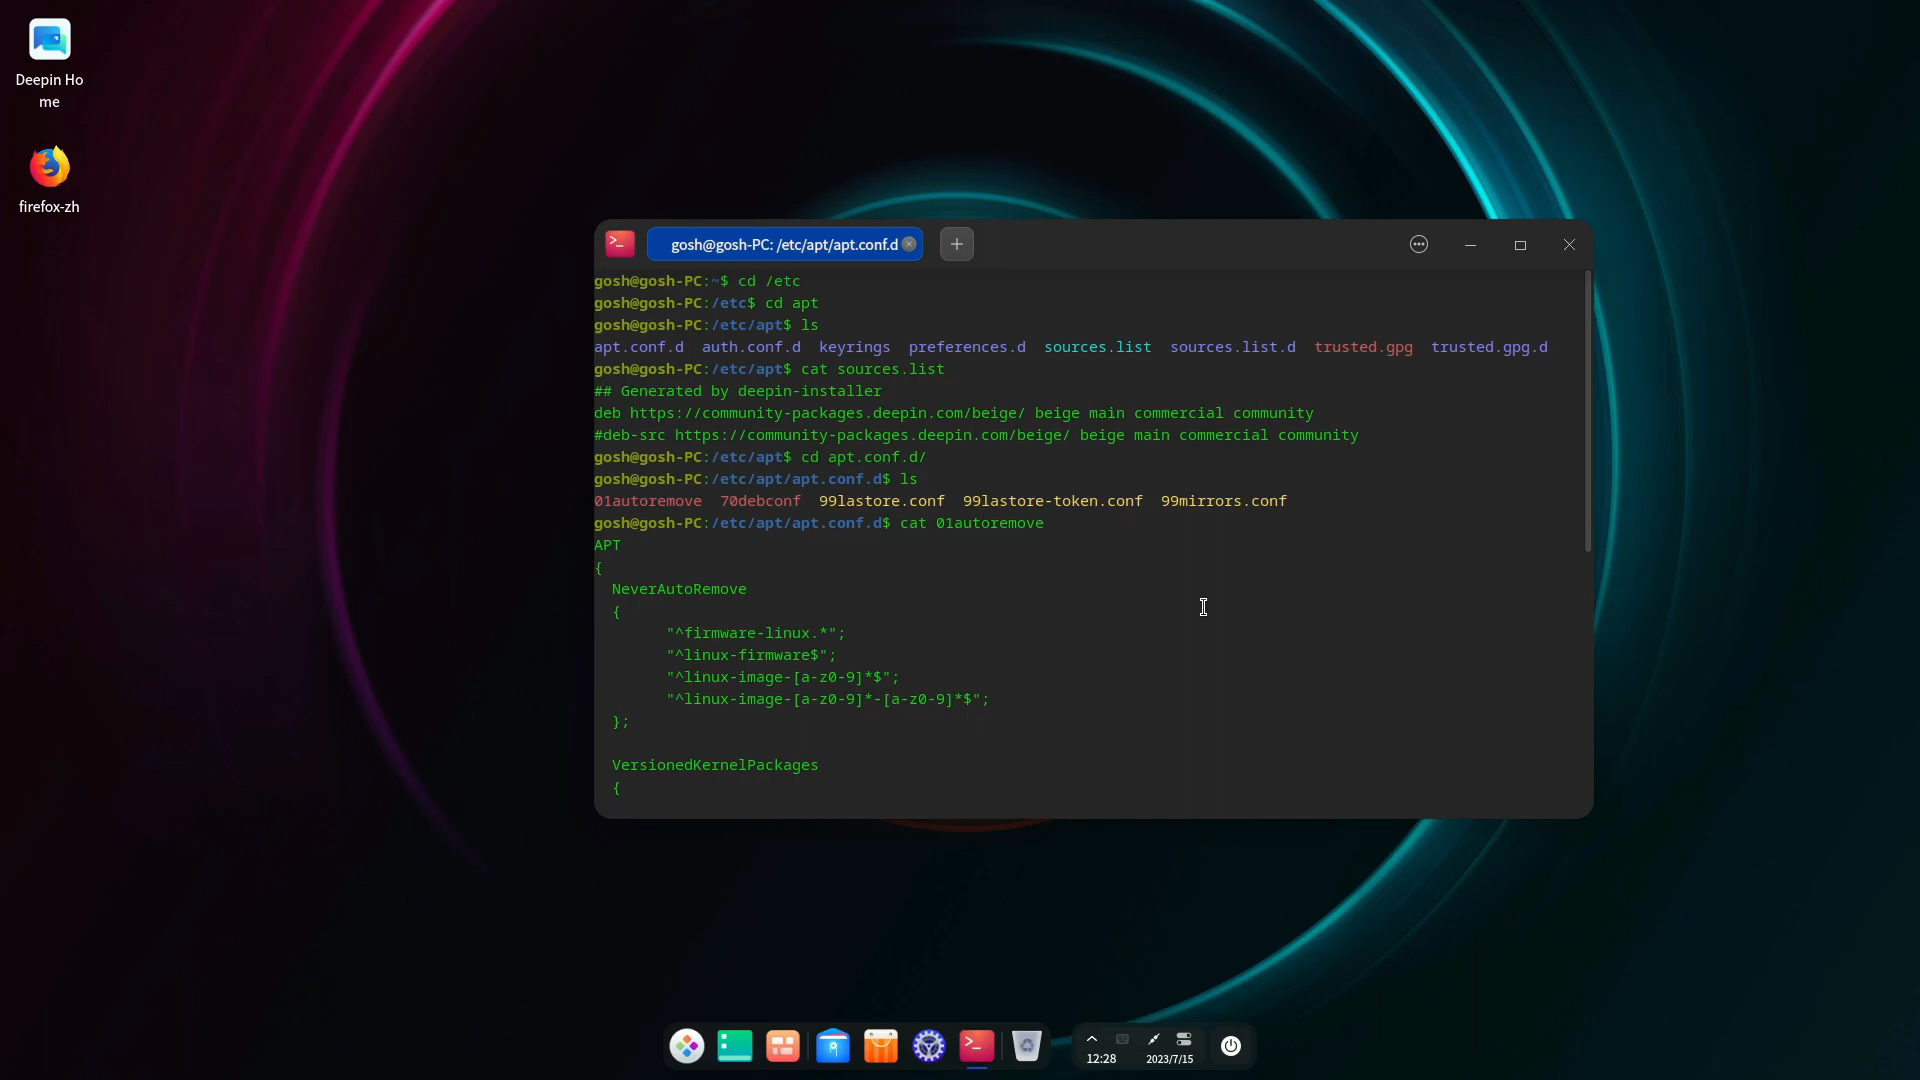 Deepin Ho
me
firefox-zh
gosh@gosh-PC: /etc/apt/apt.conf.d
gosh@gosh-PC:~$ cd /etc
gosh@gosh-PC:/etc$ cd apt
gosh@gosh-PC:/etc/apt$ ls
apt.conf.d  auth.conf.d  keyrings  preferences.d  sources.list  sources.list.d  trusted.gpg  trusted.gpg.d
gosh@gosh-PC:/etc/apt$ cat sources.list
## Generated by deepin-installer
deb https://community-packages.deepin.com/beige/ beige main commercial community
#deb-src https://community-packages.deepin.com/beige/ beige main commercial community
gosh@gosh-PC:/etc/apt$ cd apt.conf.d/
gosh@gosh-PC:/etc/apt/apt.conf.d$ ls
01autoremove  70debconf  99lastore.conf  99lastore-token.conf  99mirrors.conf
gosh@gosh-PC:/etc/apt/apt.conf.d$ cat 01autoremove
APT
{
  NeverAutoRemove
  {
        "^firmware-linux.*";
        "^linux-firmware$";
        "^linux-image-[a-z0-9]*$";
        "^linux-image-[a-z0-9]*-[a-z0-9]*$";
  };
  VersionedKernelPackages
  {
12:28
2023/7/15